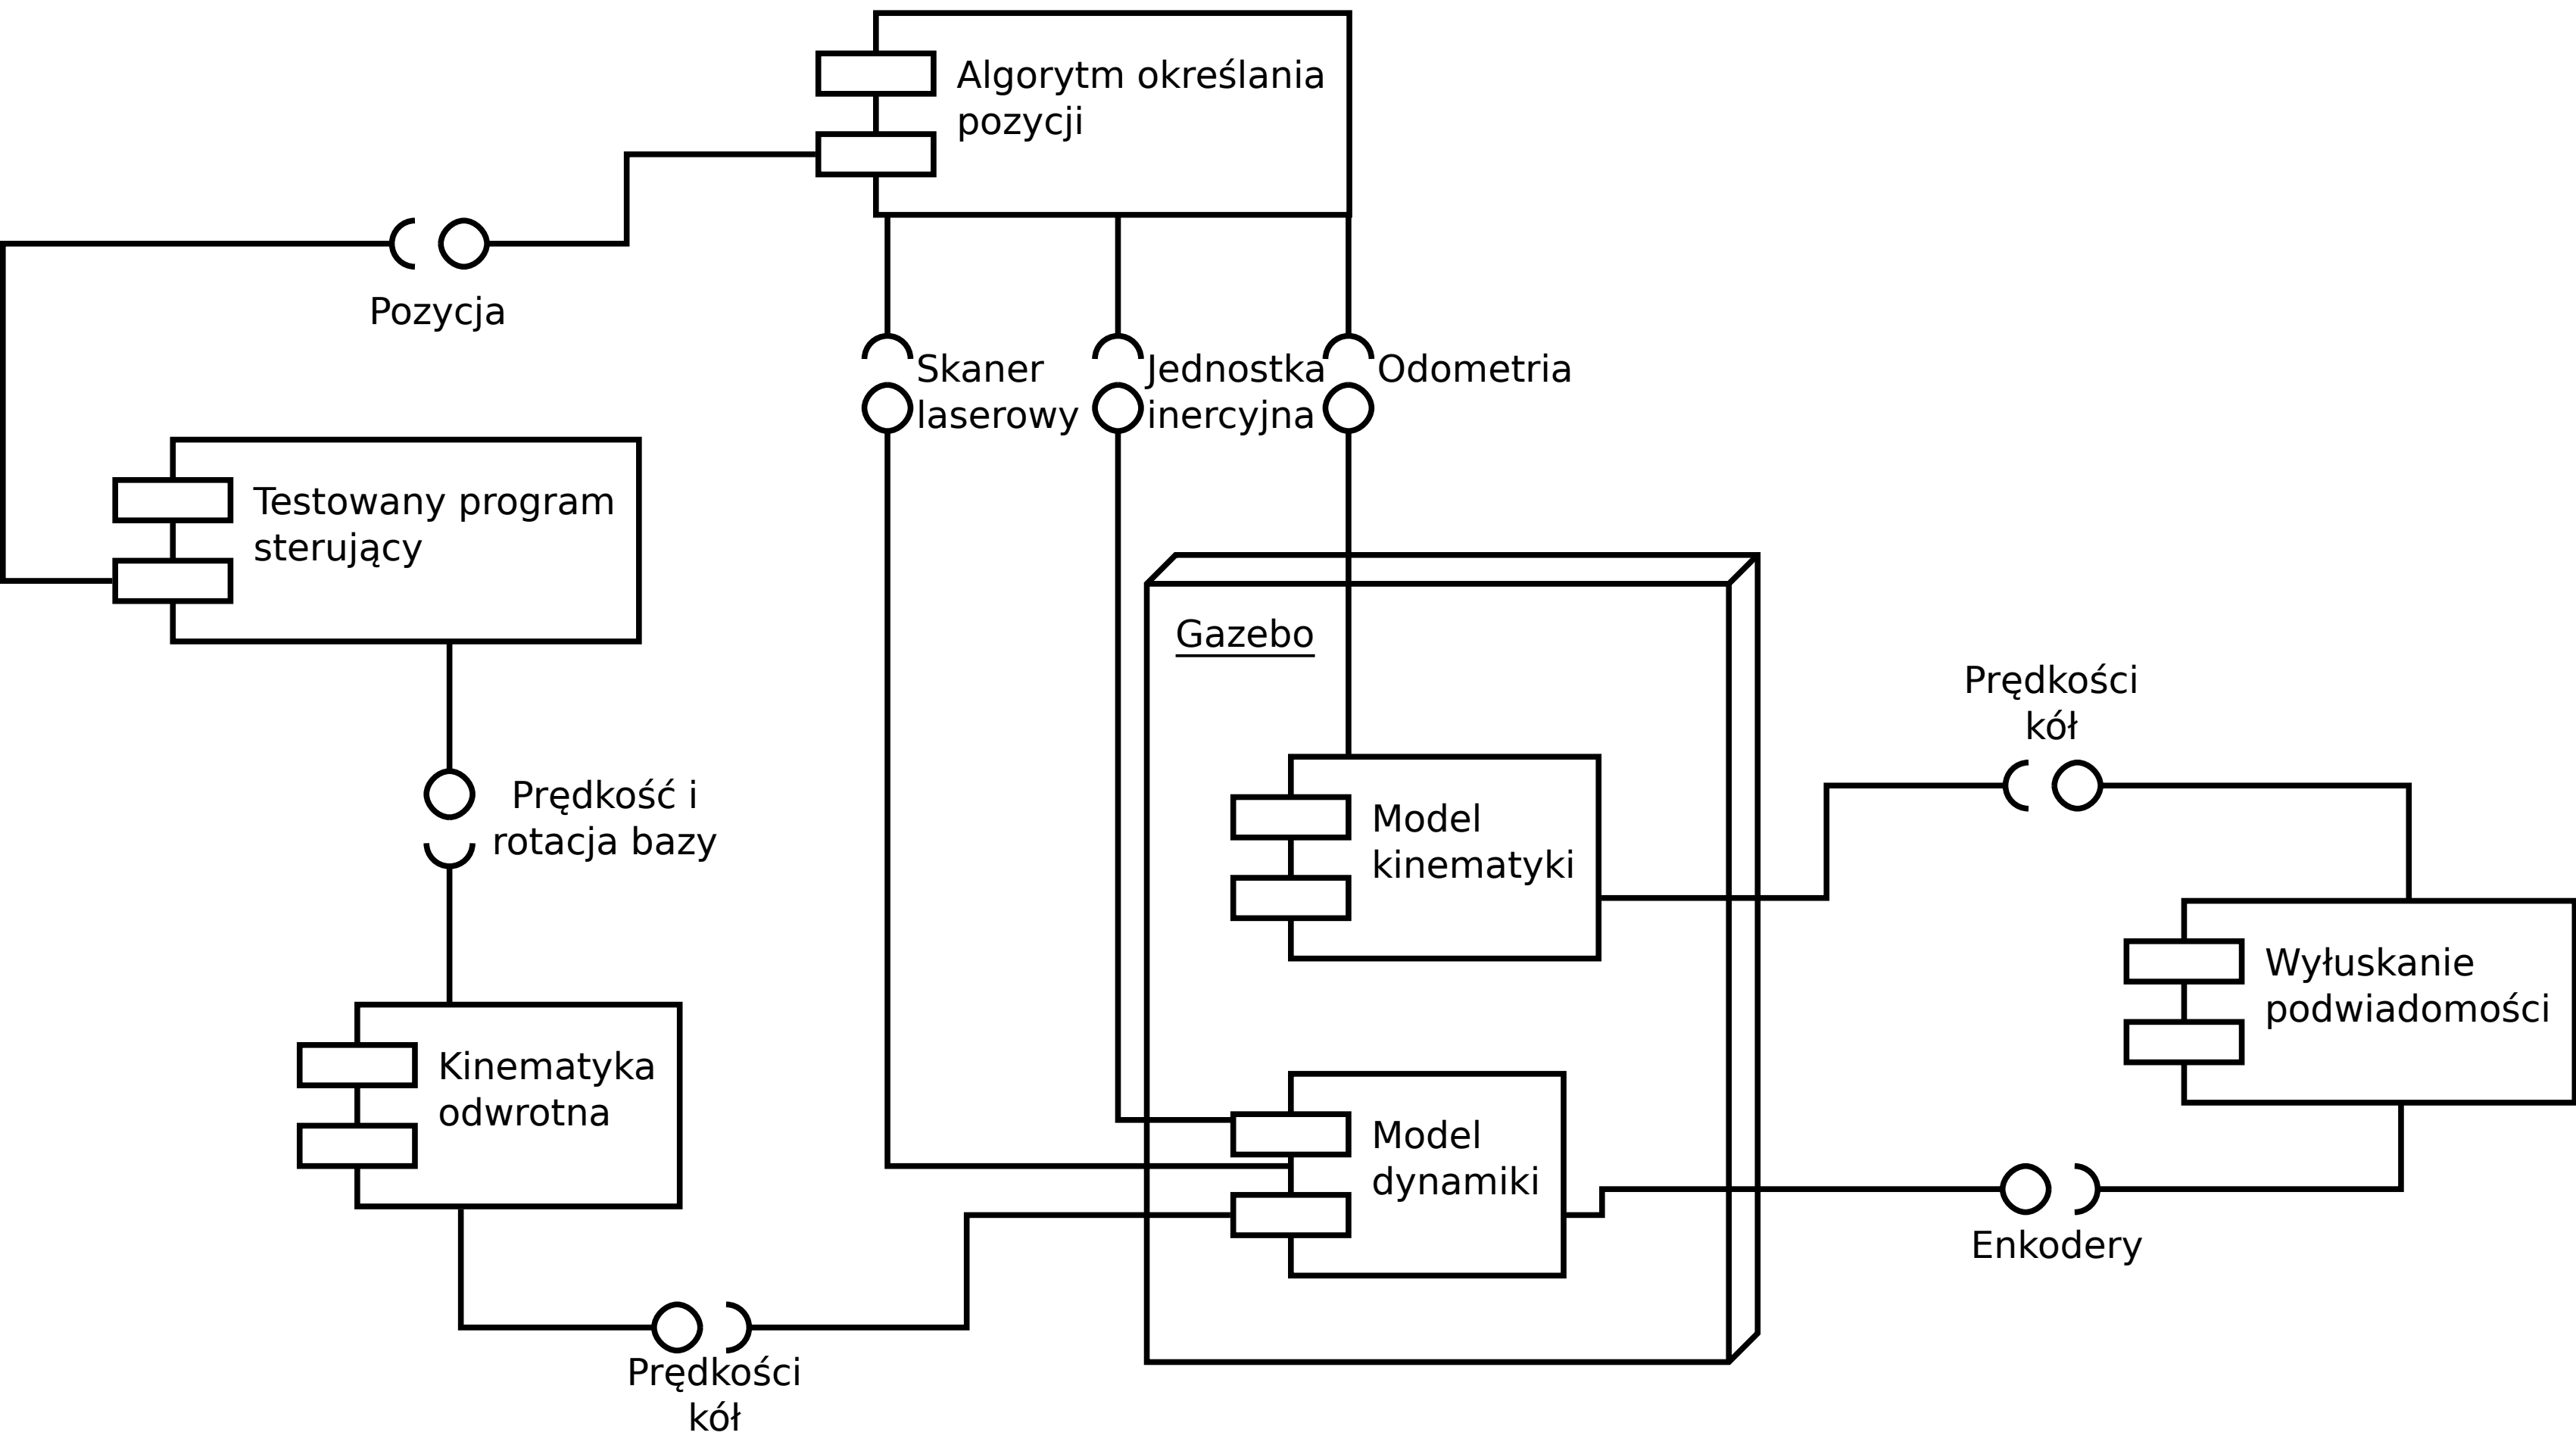 Algorytm określania
pozycji
Pozycja
Skaner
laserowy
Jednostka
inercyjna
Odometria
Testowany program
sterujący
Gazebo
Prędkości
kół
Prędkość i
rotacja bazy
Model
kinematyki
Wyłuskanie
podwiadomości
Kinematyka
odwrotna
Model
dynamiki
Enkodery
Prędkości
kół